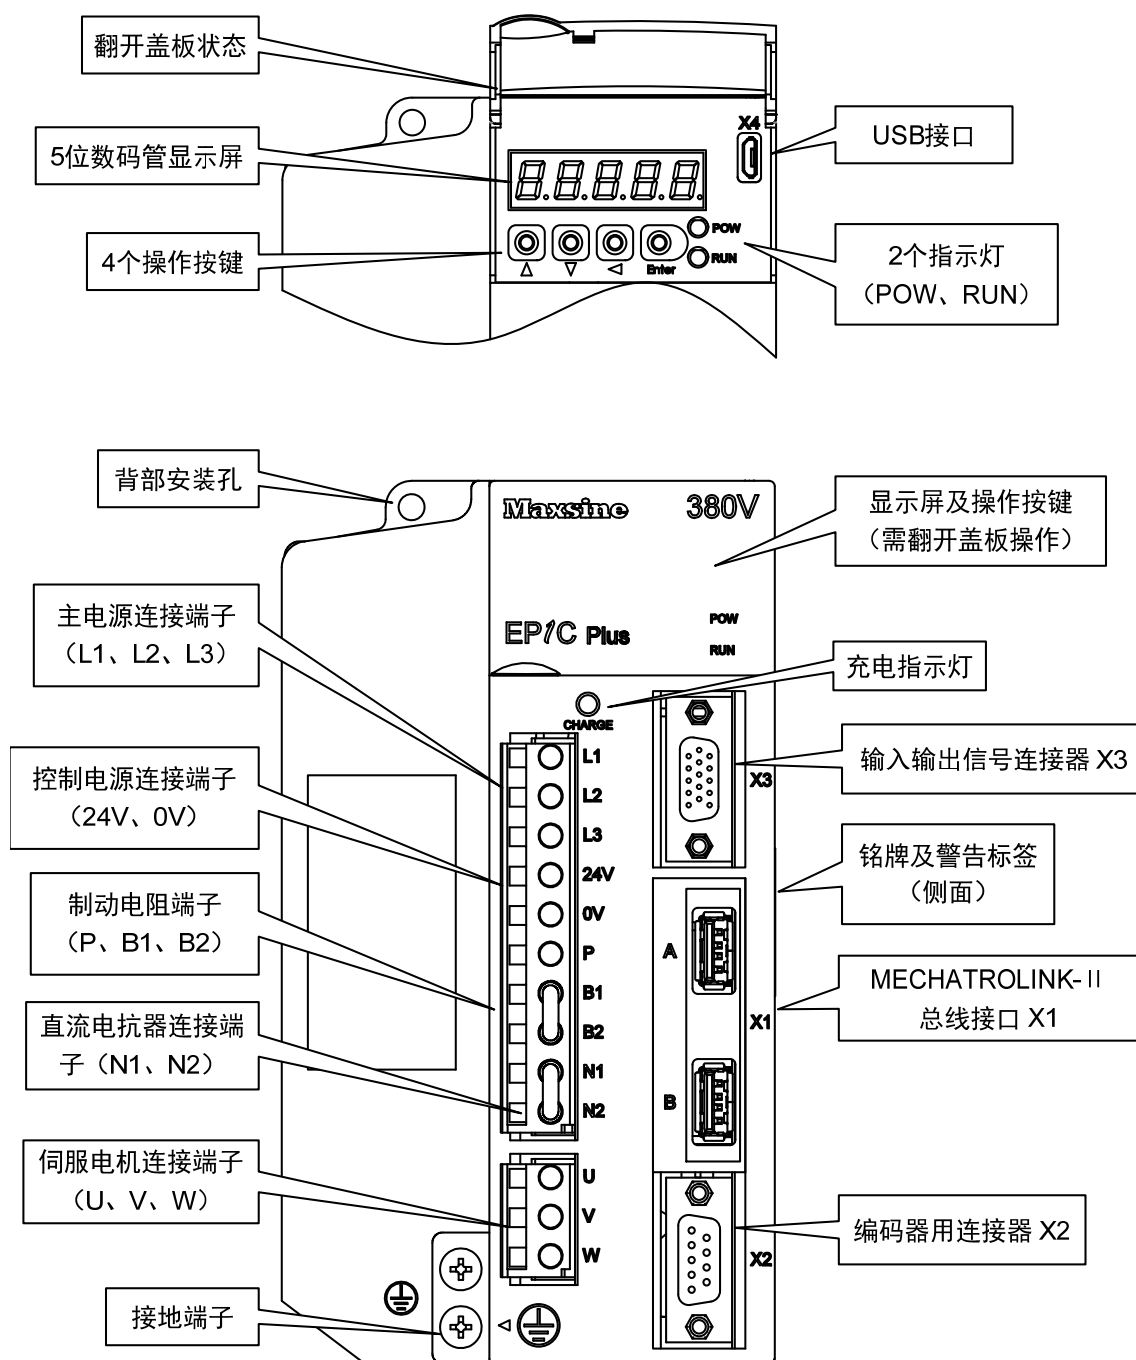 翻开盖板状态
X4
USB接口
5位数码管显示屏
8.8.8.8.8.
POW
RUN
Enter
4个操作按键
2个指示灯
（POW、RUN）
背部安装孔
Maxsine
380V
显示屏及操作按键
（需翻开盖板操作）
主电源连接端子
（L1、L2、L3）
EPIC Plus
POW
RUN
充电指示灯
CHARGE
L1
L2
L3
24V
0V
P
B1
B2
N1
N2
U
V
W
X3
输入输出信号连接器 X3
控制电源连接端子
（24V、0V）
铭牌及警告标签
（侧面）
制动电阻端子
（P、B1、B2）
A
MECHATROLINK-II
总线接口 X1
X1
直流电抗器连接端
子（N1、N2）
B
伺服电机连接端子
（U、V、W）
编码器用连接器 X2
X2
接地端子